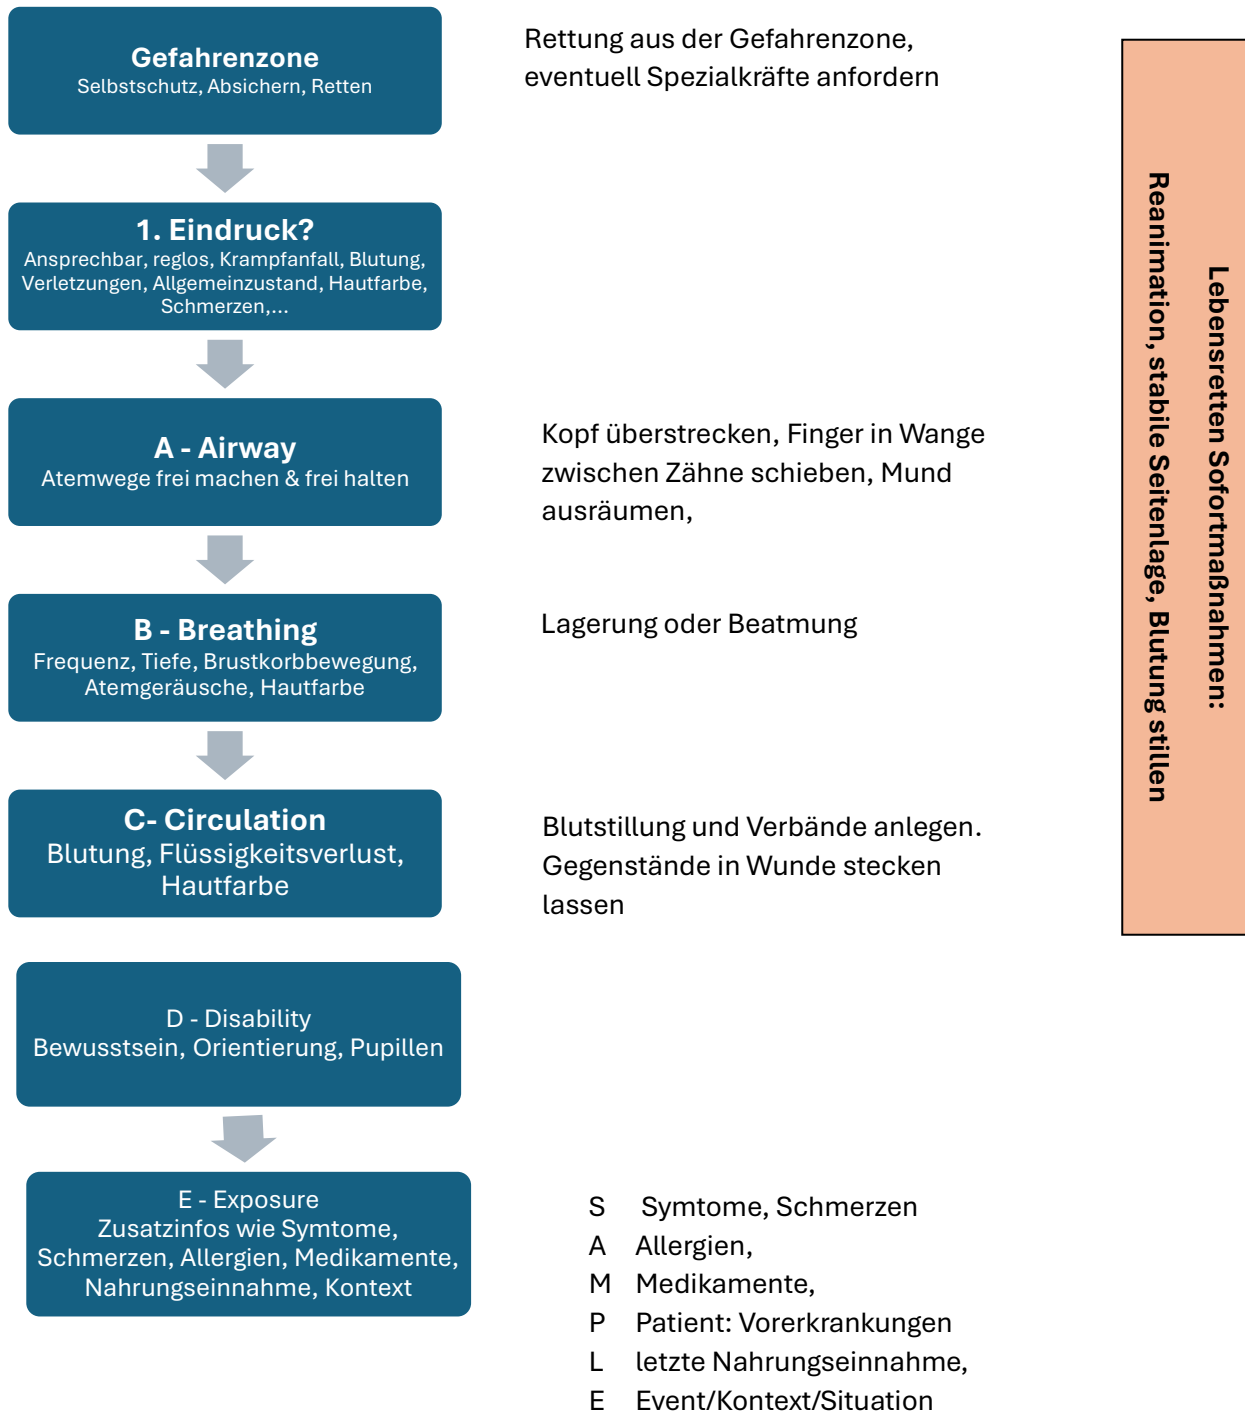 Gefahrenzone
Selbstschutz, Absichern, Retten
Rettung aus der Gefahrenzone,
eventuell Spezialkräfte anfordern
1. Eindruck?
Ansprechbar, reglos, Krampfanfall, Blutung,
Verletzungen, Allgemeinzustand, Hautfarbe,
Schmerzen,...
A - Airway
Atemwege frei machen & frei halten
Kopf überstrecken, Finger in Wange
zwischen Zähne schieben, Mund
ausräumen,
B - Breathing
Frequenz, Tiefe, Brustkorbbewegung,
Atemgeräusche, Hautfarbe
Lagerung oder Beatmung
C- Circulation
Blutung, Flüssigkeitsverlust,
Hautfarbe
Blutstillung und Verbände anlegen.
Gegenstände in Wunde stecken
lassen
D - Disability
Bewusstsein, Orientierung, Pupillen
E - Exposure
Zusatzinfos wie Symtome,
Schmerzen, Allergien, Medikamente,
Nahrungseinnahme, Kontext
S Symtome, Schmerzen
A Allergien,
M Medikamente,
P Patient: Vorerkrankungen
L letzte Nahrungseinnahme,
E Event/Kontext/Situation
Lebensretten Sofortmaßnahmen:
Reanimation, stabile Seitenlage, Blutung stillen